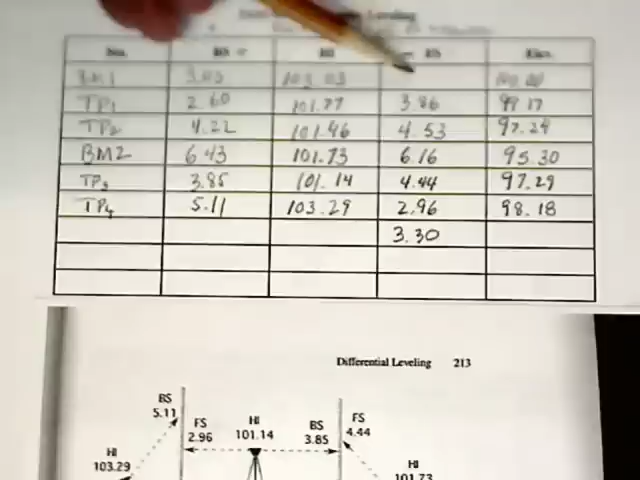 Differential Leveling
Sta. BS HI FS Elev.
BM1 3.03 103.03 100.00
TP1 2.60 101.77 3.86 99.17
TP2 4.22 101.46 4.53 97.24
BM2 6.43 101.73 6.16 95.30
TP3 3.85 101.14 4.44 97.29
TP4 5.11 103.29 2.96 98.18
3.30
Differential Leveling 213
BS
5.11
FS
2.96
HI
101.14
BS
3.85
FS
4.44
HI
103.29
HI
101.73